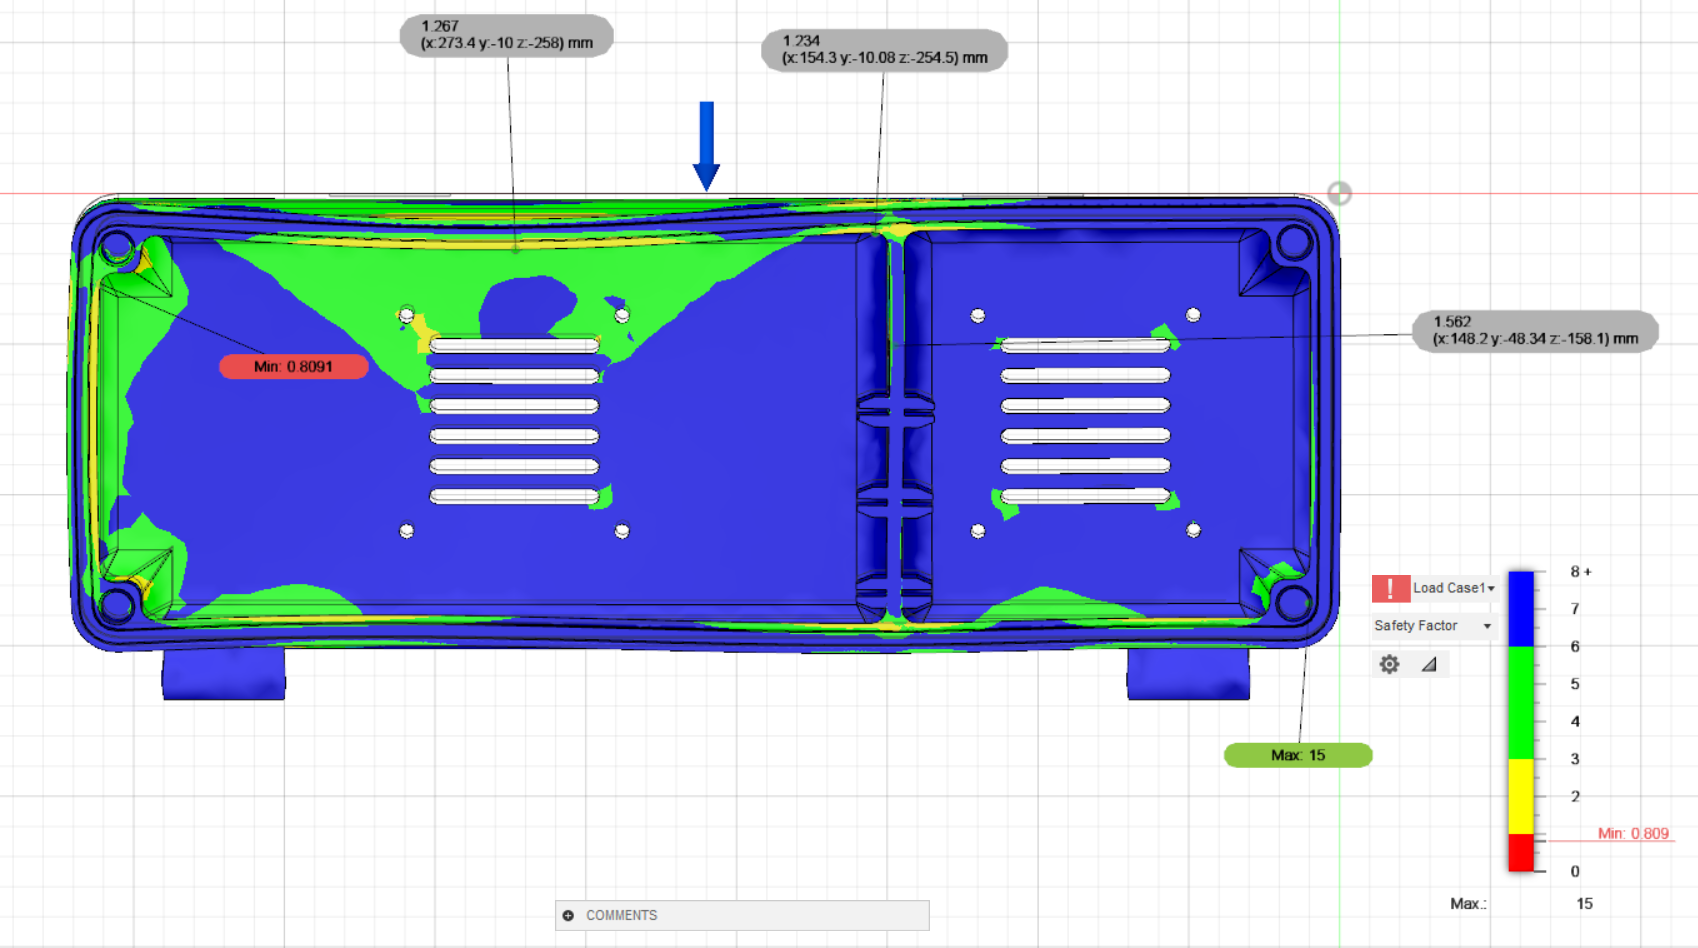 1.267
(x:273.4 y:-10 z:-258) mm
1.234
(x:154.3 y:-10.08 z:-254.5) mm
1.562
(x:148.2 y:-48.34 z:-158.1) mm
Min: 0.8091
Max: 15
! Load Case1
Safety Factor
8 +
7
6
5
4
3
2
Min: 0.809
0
Max.: 15
COMMENTS